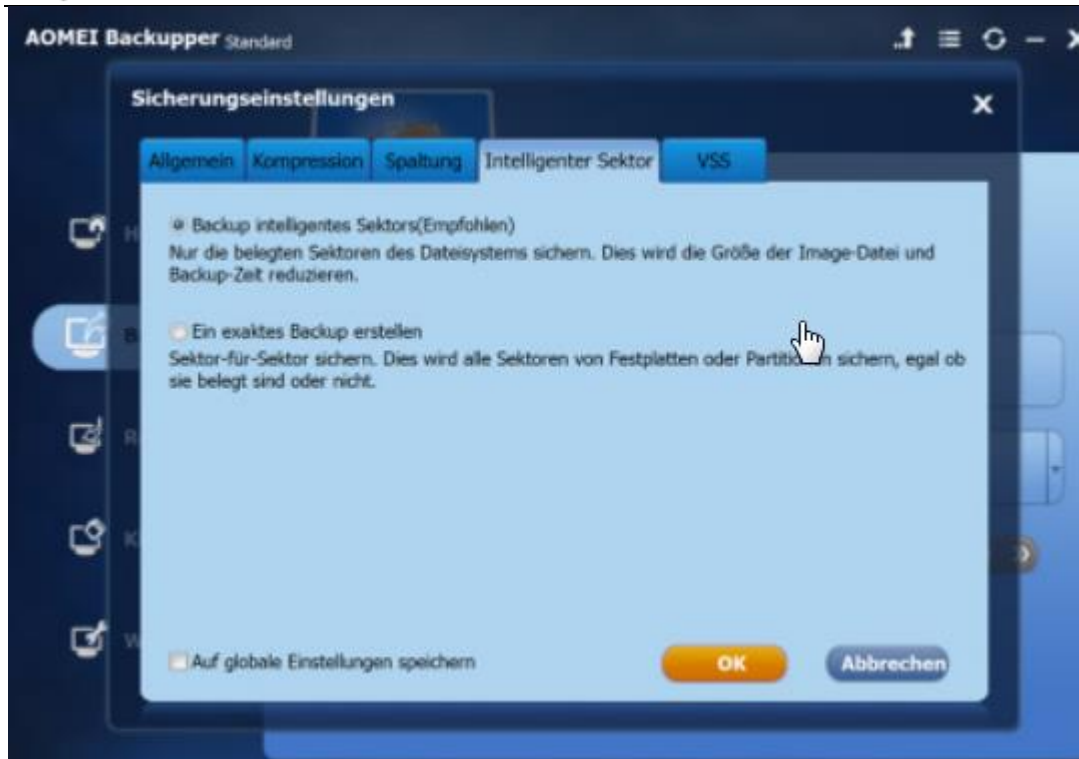 AOMEI Backupper Standard
Sicherungseinstellungen
Allgemein Kompression Spaltung Intelligenter Sektor VSS
Backup intelligentes Sektors(Empfohlen)
Nur die belegten Sektoren des Dateisystems sichern. Dies wird die Größe der Image-Datei und
Backup-Zeit reduzieren.
Ein exaktes Backup erstellen
Sektor-für-Sektor sichern. Dies wird alle Sektoren von Festplatten oder Partitionen sichern, egal ob
sie belegt sind oder nicht.
Auf globale Einstellungen speichern
OK Abbrechen